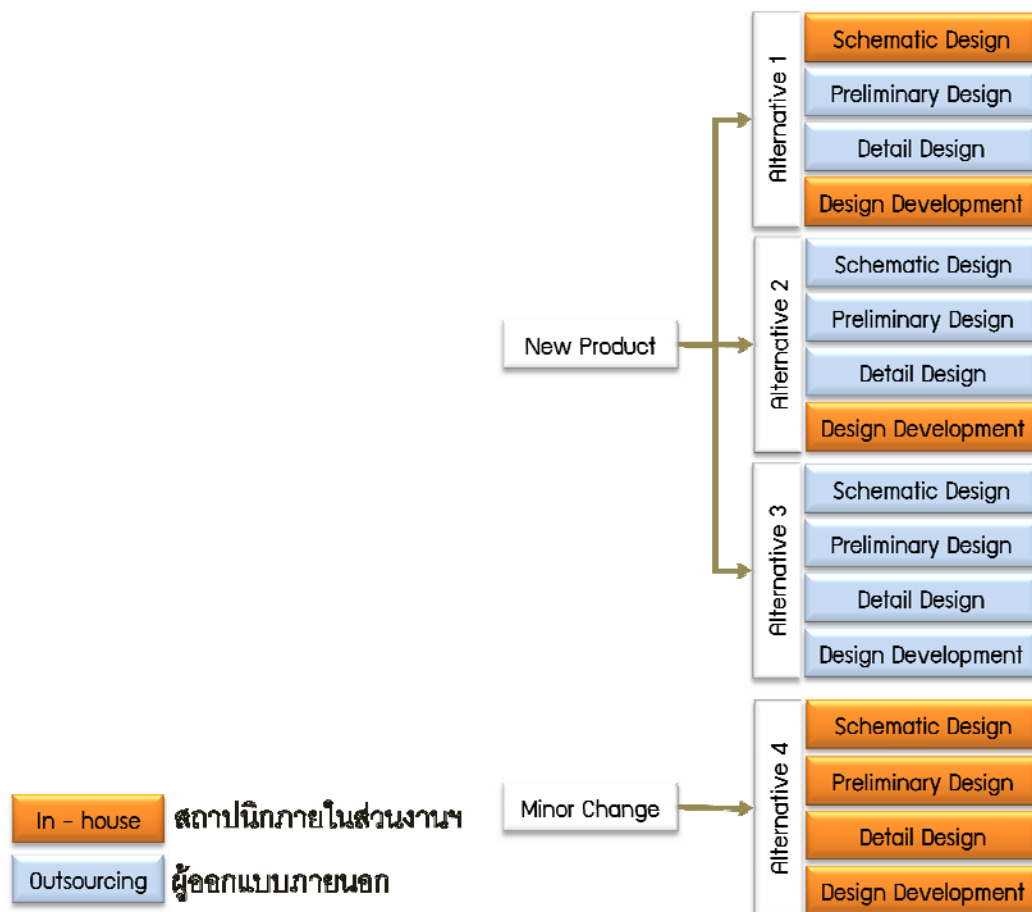 Alternative 1
Schematic Design
Preliminary Design
Detail Design
Design Development
New Product
Alternative 2
Schematic Design
Preliminary Design
Detail Design
Design Development
Alternative 3
Schematic Design
Preliminary Design
Detail Design
Design Development
Minor Change
Alternative 4
Schematic Design
Preliminary Design
Detail Design
Design Development
In - house สถาปนิกภายในส่วนงานฯ
Outsourcing ผู้ออกแบบภายนอก